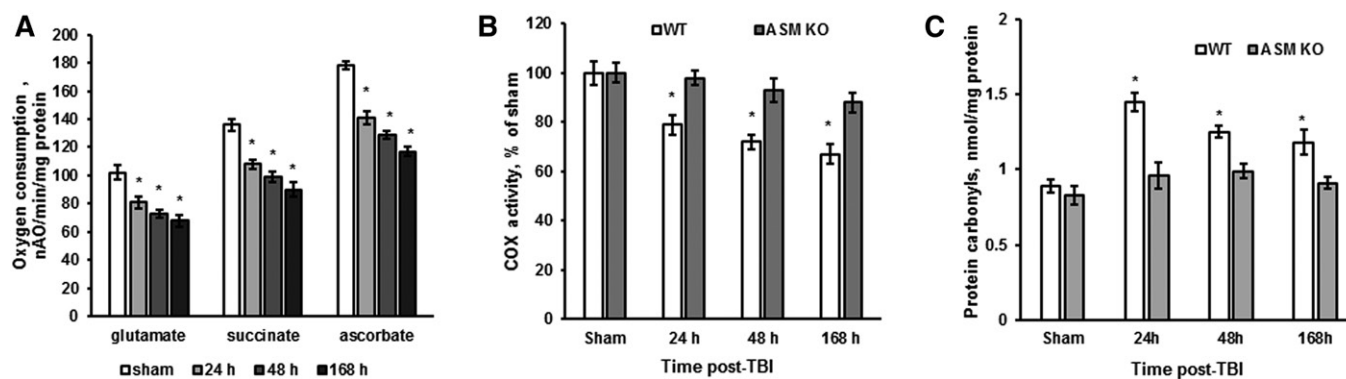 A
Oxygen consumption ,
nAO/min/mg protein
200
180
160
140
120
100
80
60
40
20
0
* * *
* * *
* * *
glutamate succinate ascorbate
sham 24 h 48 h 168 h
B
WT ASM KO
COX activity, % of sham
120
100
80
60
40
20
0
* * *
Sham 24 h 48 h 168 h
Time post-TBI
C
WT ASM KO
Protein carbonyls, nmol/mg protein
2
1.5
1
0.5
0
* * *
Sham 24h 48h 168h
Time post-TBI